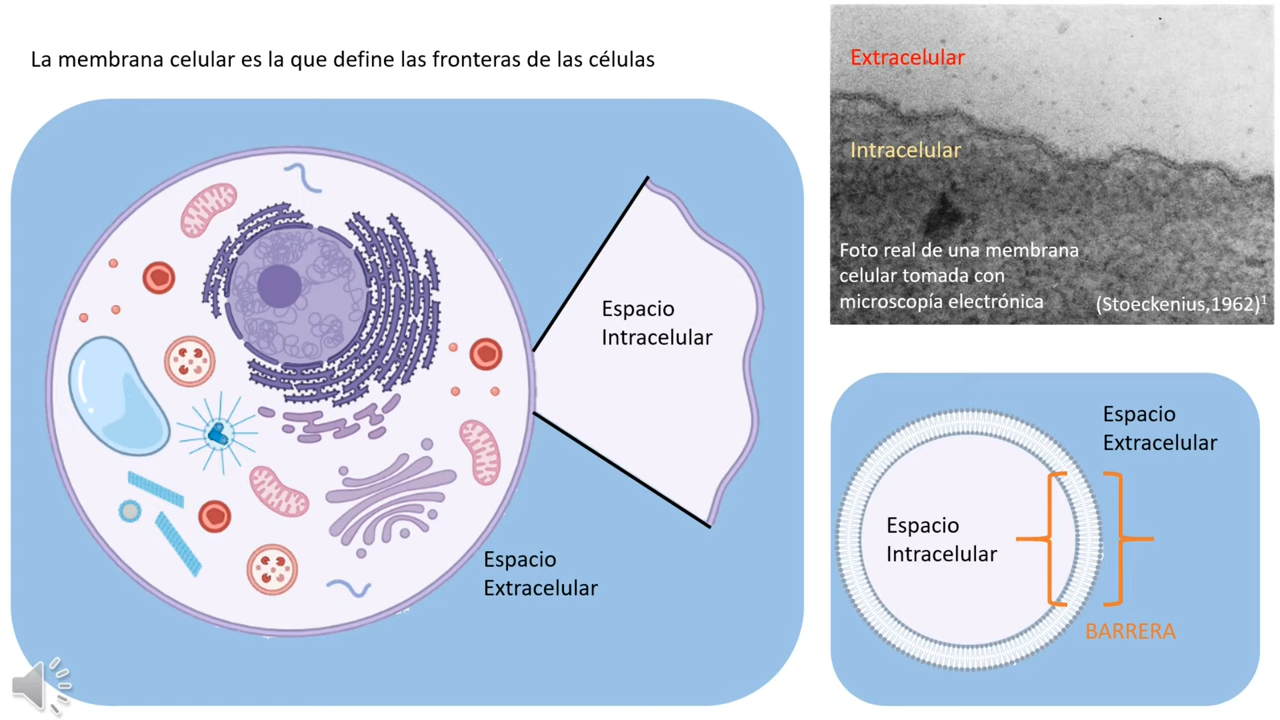 La membrana celular es la que define las fronteras de las células
Espacio
Intracelular
Espacio
Extracelular
Extracelular
Intracelular
Foto real de una membrana
celular tomada con
microscopía electrónica
(Stoeckenius,1962)¹
Espacio
Extracelular
Espacio
Intracelular
BARRERA